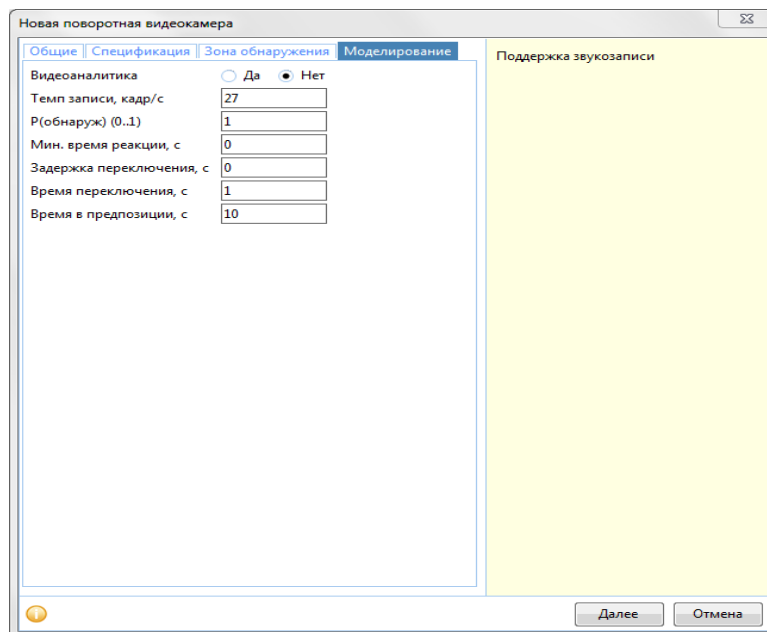 Новая поворотная видеокамера
Общие Спецификация Зона обнаружения Моделирование
Видеоаналитика Да Нет
Темп записи, кадр/с 27
P(обнаруж) (0..1) 1
Мин. время реакции, с 0
Задержка переключения, с 0
Время переключения, с 1
Время в предпозиции, с 10
Поддержка звукозаписи
Далее Отмена